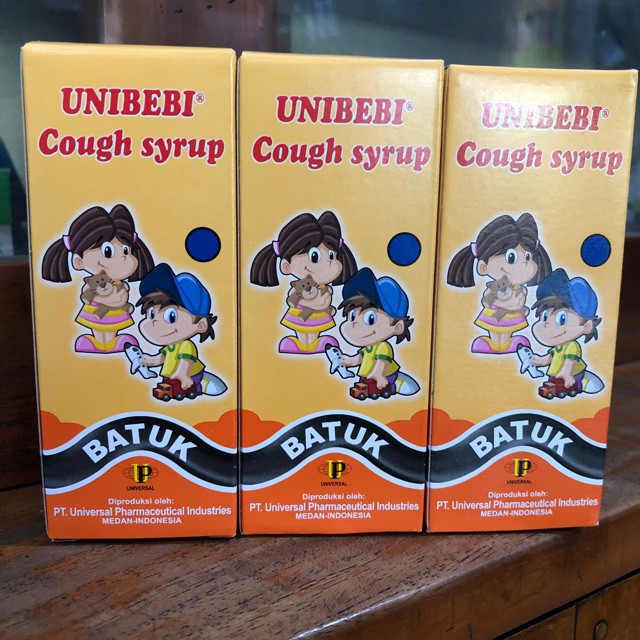 UNIBEBI®
Cough syrup
BATUK
UP
UNIVERSAL
Diproduksi oleh:
PT. Universal Pharmaceutical Industries
MEDAN-INDONESIA
UNIBEBI®
Cough syrup
BATUK
UP
UNIVERSAL
Diproduksi oleh:
PT. Universal Pharmaceutical Industries
MEDAN-INDONESIA
UNIBEBI®
Cough syrup
BATUK
UP
UNIVERSAL
Diproduksi oleh:
PT. Universal Pharmaceutical Industries
MEDAN-INDONESIA